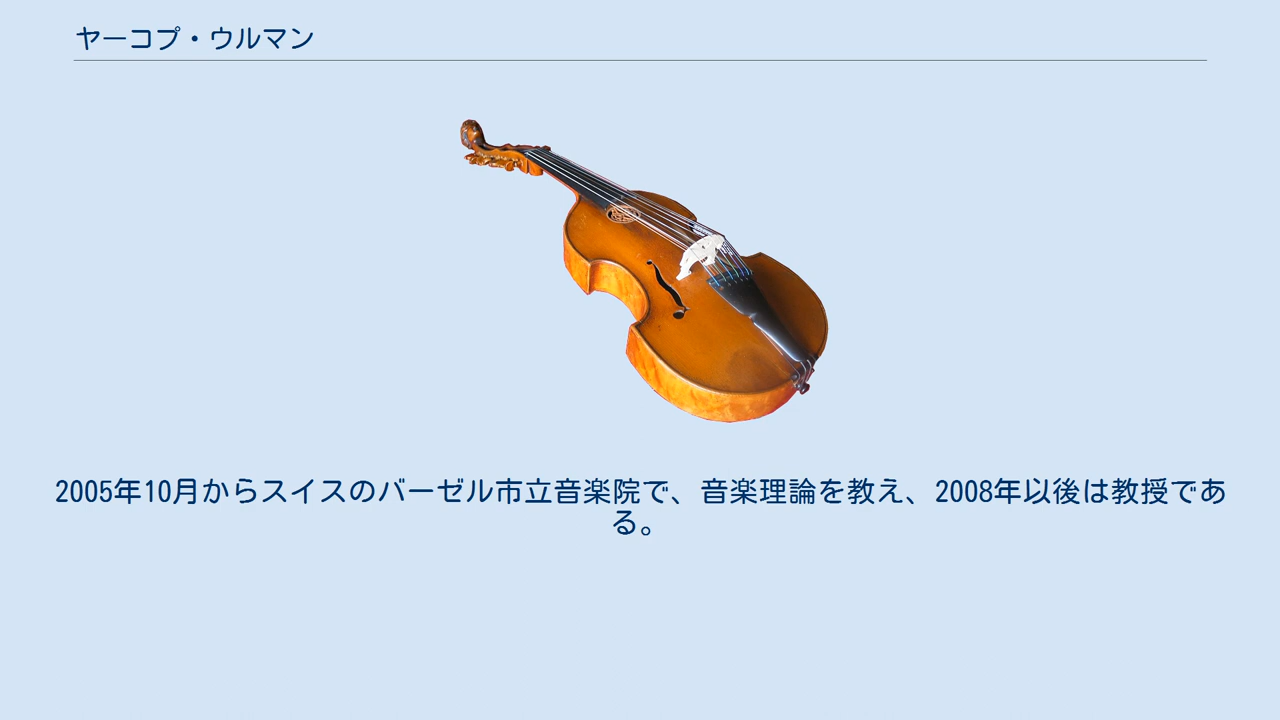 ヤーコプ・ウルマン
2005年10月からスイスのバーゼル市立音楽院で、音楽理論を教え、2008年以後は教授であ
る。